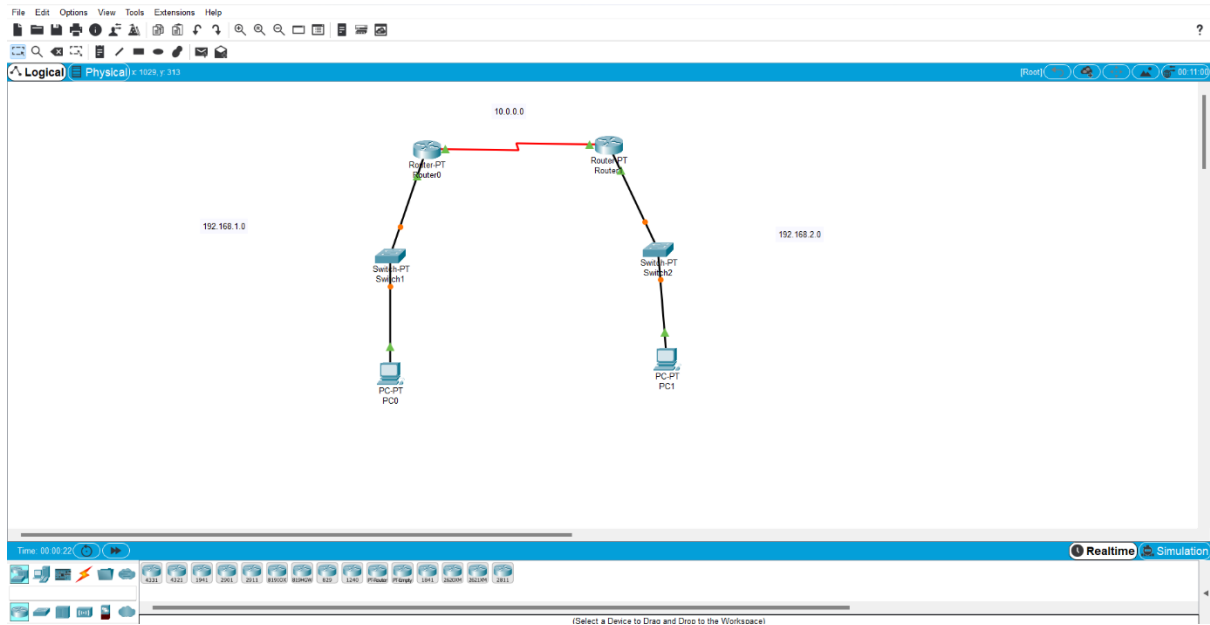 File Edit Options View Tools Extensions Help
?
Logical Physical x: 1029, y: 313 [Root] 00:11:00
10.0.0.0
Router-PT
Router0
Router-PT
192.168.1.0
192.168.2.0
Switch-PT
Switch1
Switch-PT
Switch2
PC-PT
PC0
PC-PT
PC1
Time: 00:00:22 Realtime Simulation
4331 4321 1941 2901 2911 819IOX 819HGW 829 1240 PT-Router PT-Empty 1841 2620XM 2621XM 2811
(Select a Device to Drag and Drop to the Workspace)